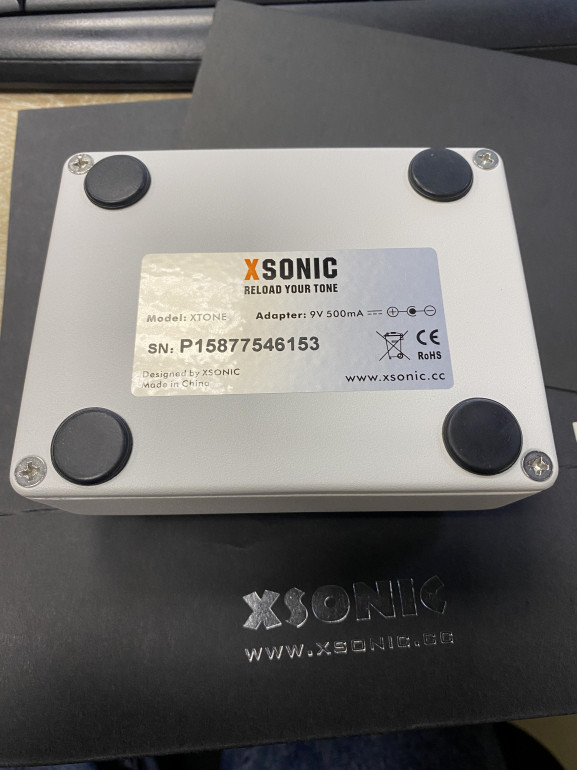 XSONIC
RELOAD YOUR TONE
Model: XTONE Adapter: 9V 500mA
SN: P15877546153
CE
RoHS
Designed by XSONIC
Made in China
www.xsonic.cc
XSONIC
WWW.XSONIC.CC